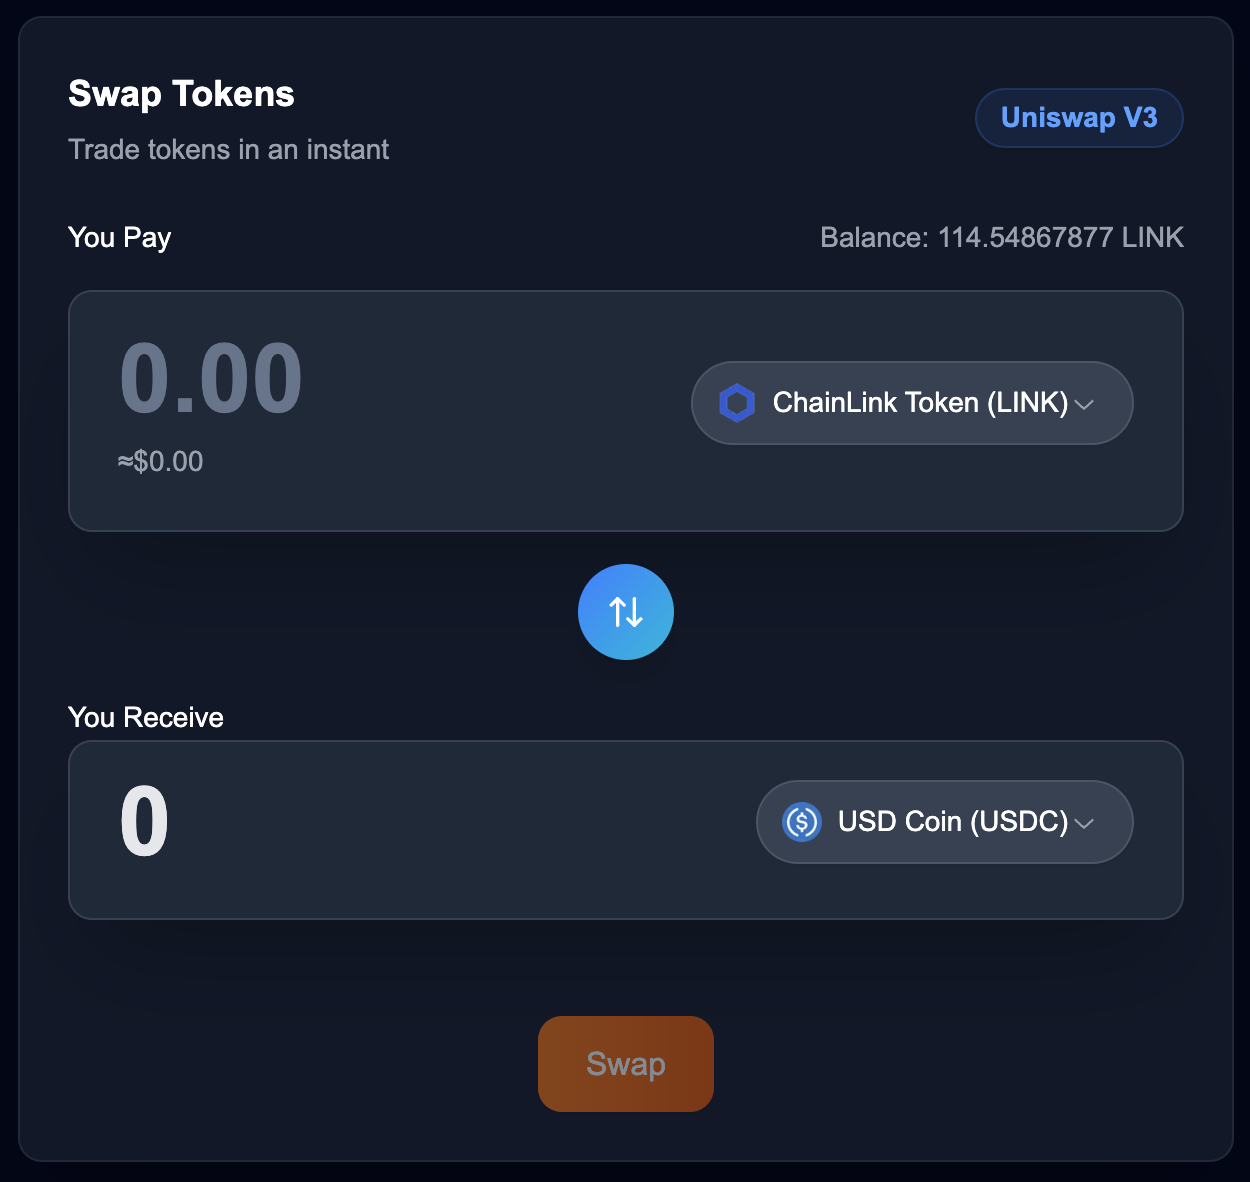 Swap Tokens
Uniswap V3
Trade tokens in an instant
You Pay
Balance: 114.54867877 LINK
0.00
ChainLink Token (LINK)
≈$0.00
You Receive
0
USD Coin (USDC)
Swap